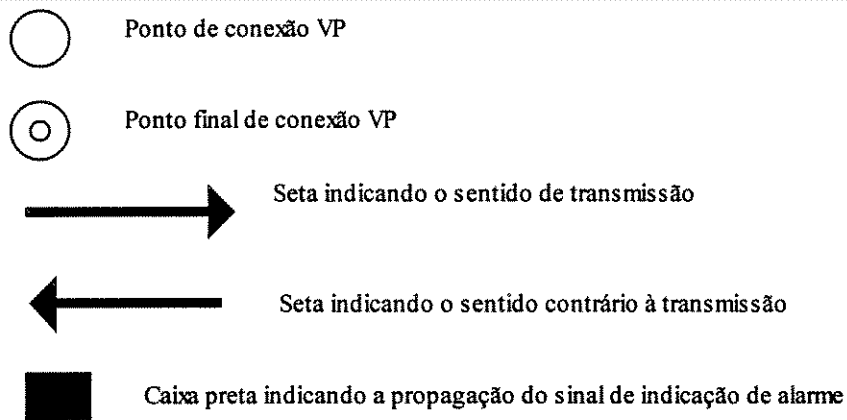 Ponto de conexão VP
Ponto final de conexão VP
Seta indicando o sentido de transmissão
Seta indicando o sentido contrário à transmissão
Caixa preta indicando a propagação do sinal de indicação de alarme